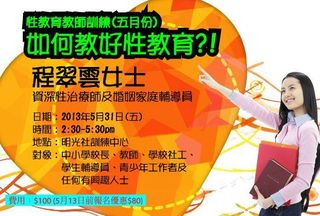 性教育教師訓練(五月份)
如何教好性教育?!
程翠雲女士
資深性治療師及婚姻家庭輔導員
日期：2013年5月31日(五)
時間：2:30-5:30pm
地點：明光社訓練中心
對象：中小學校長、教師、學校社工、
學生輔導員、青少年工作者及
任何有興趣人士
費用：$100 (5月13日前報名優惠$80)